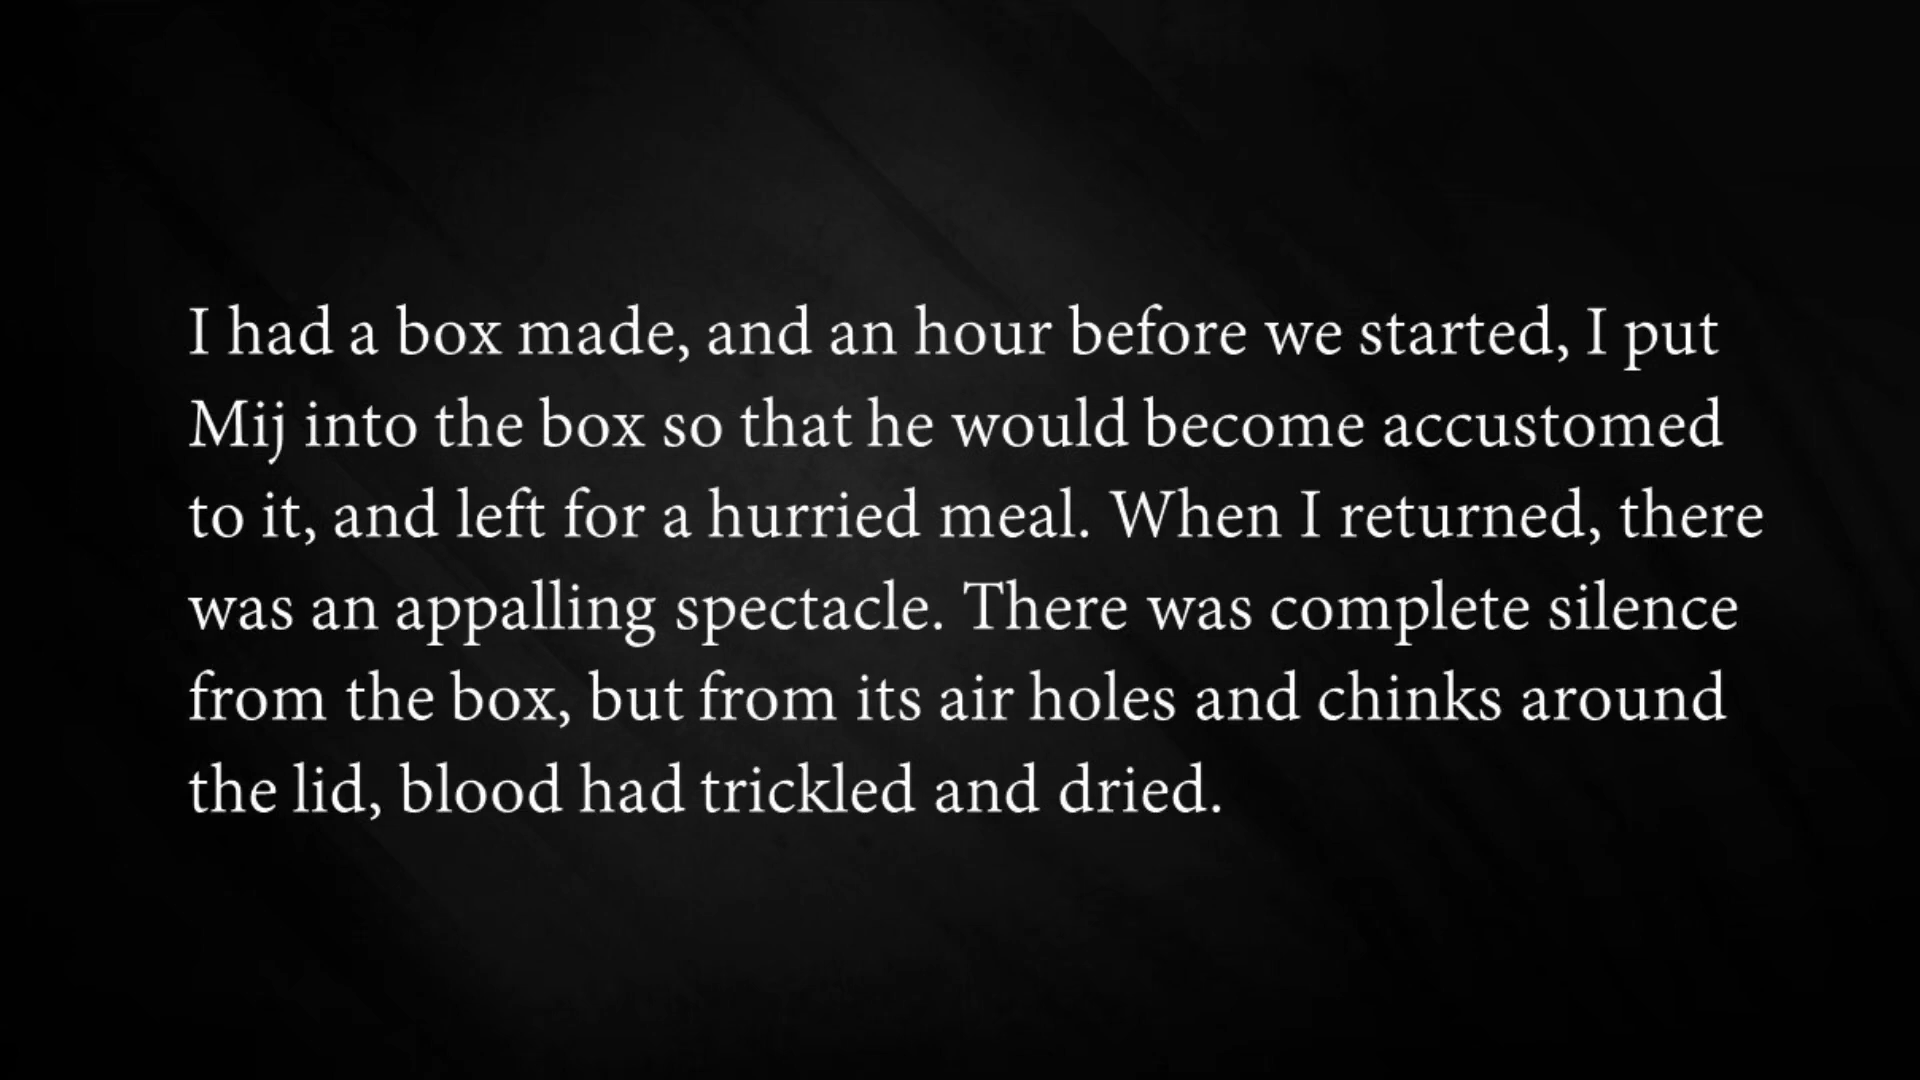 I had a box made, and an hour before we started, I put
Mij into the box so that he would become accustomed
to it, and left for a hurried meal. When I returned, there
was an appalling spectacle. There was complete silence
from the box, but from its air holes and chinks around
the lid, blood had trickled and dried.